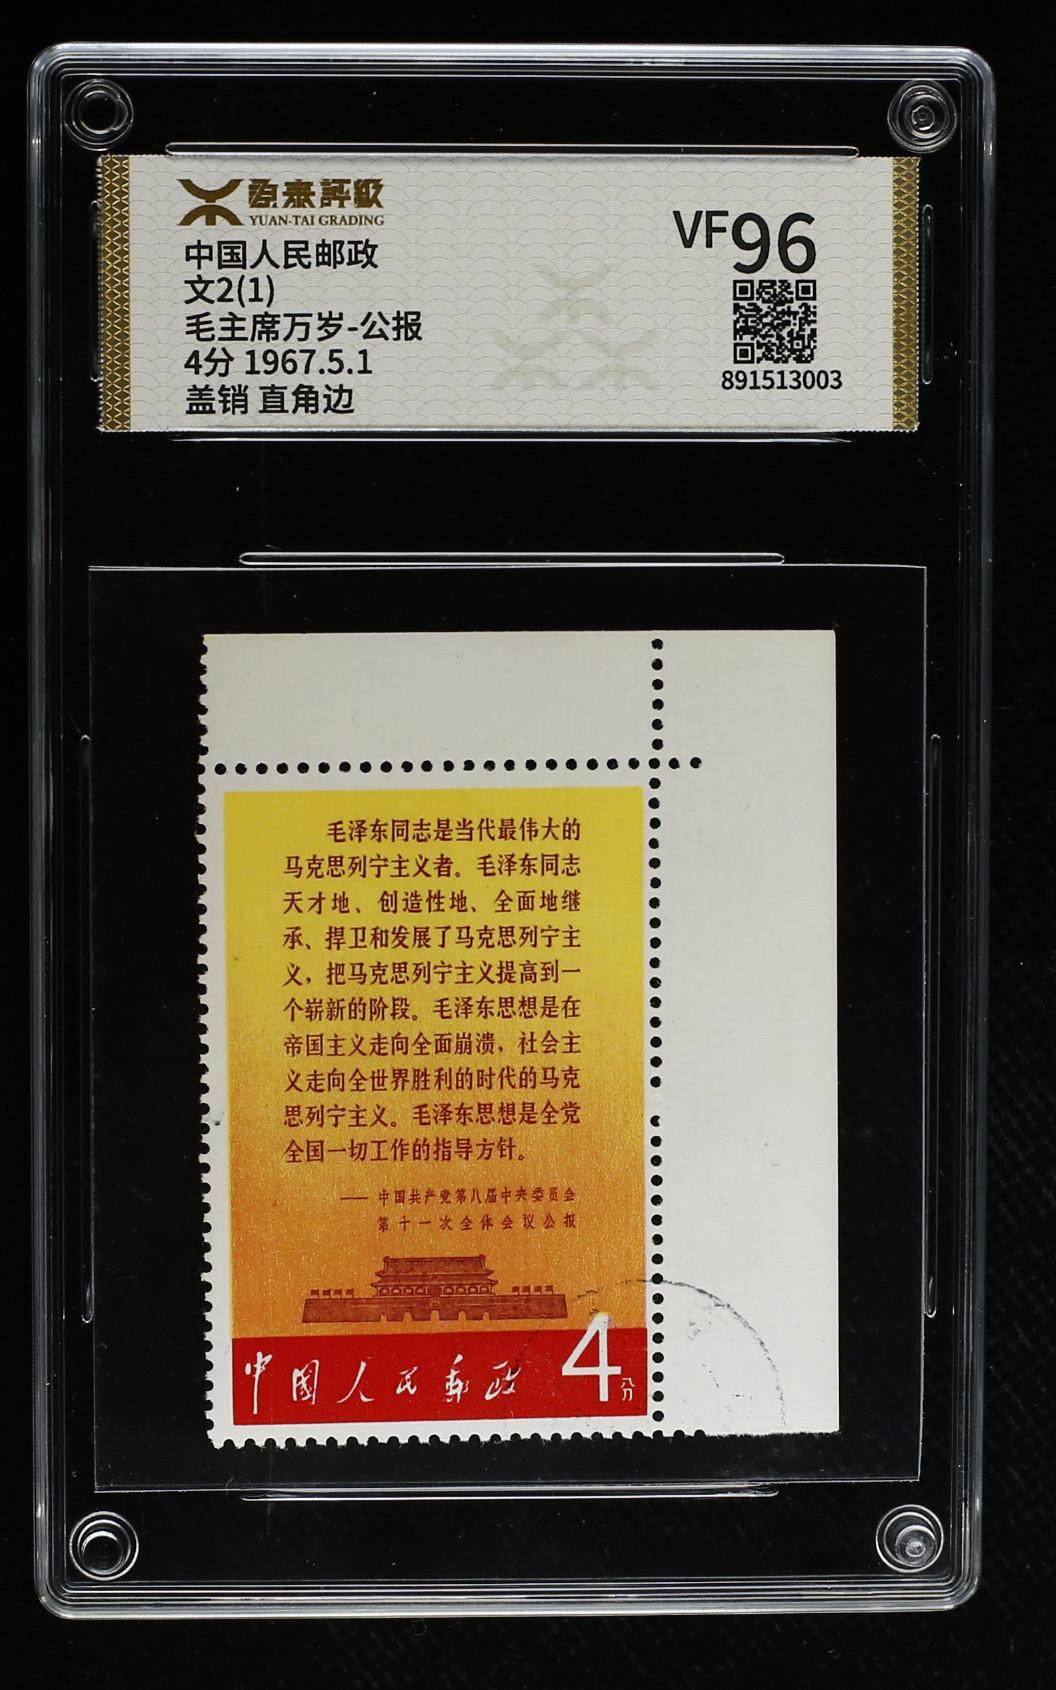 源泰評級
YUAN-TAI GRADING
中国人民邮政
文2(1)
毛主席万岁-公报
4分 1967.5.1
盖销 直角边
VF96
891513003
毛泽东同志是当代最伟大的
马克思列宁主义者。毛泽东同志
天才地、创造性地、全面地继
承、捍卫和发展了马克思列宁主
义，把马克思列宁主义提高到一
个崭新的阶段。毛泽东思想是在
帝国主义走向全面崩溃，社会主
义走向全世界胜利的时代的马克
思列宁主义。毛泽东思想是全党
全国一切工作的指导方针。
—— 中国共产党第八届中央委员会
第十一次全体会议公报
中國人民郵政 4八分